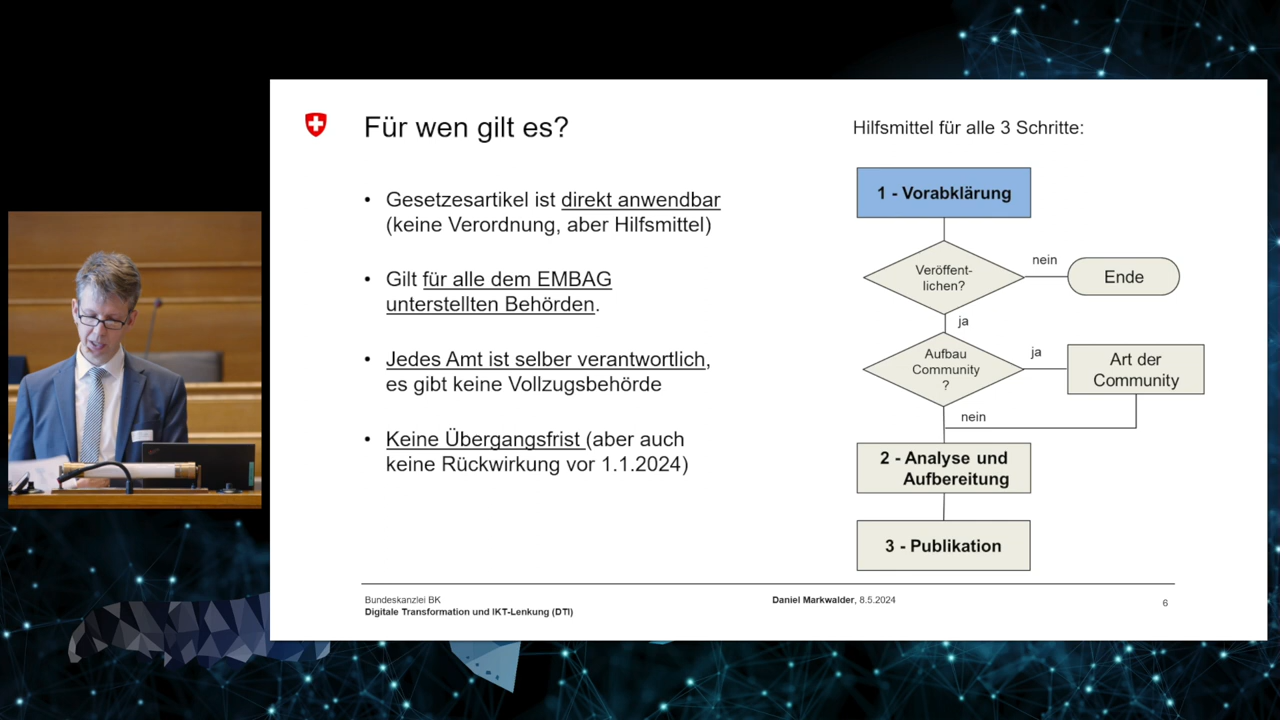 Für wen gilt es?
• Gesetzesartikel ist direkt anwendbar
(keine Verordnung, aber Hilfsmittel)
• Gilt für alle dem EMBAG
unterstellten Behörden.
• Jedes Amt ist selber verantwortlich,
es gibt keine Vollzugsbehörde
• Keine Übergangsfrist (aber auch
keine Rückwirkung vor 1.1.2024)
Hilfsmittel für alle 3 Schritte:
1 - Vorabklärung
Veröffent-
lichen?
nein
Ende
ja
Aufbau
Community
?
ja
Art der
Community
nein
2 - Analyse und
Aufbereitung
3 - Publikation
Bundeskanzlei BK
Digitale Transformation und IKT-Lenkung (DTI)
Daniel Markwalder, 8.5.2024
6